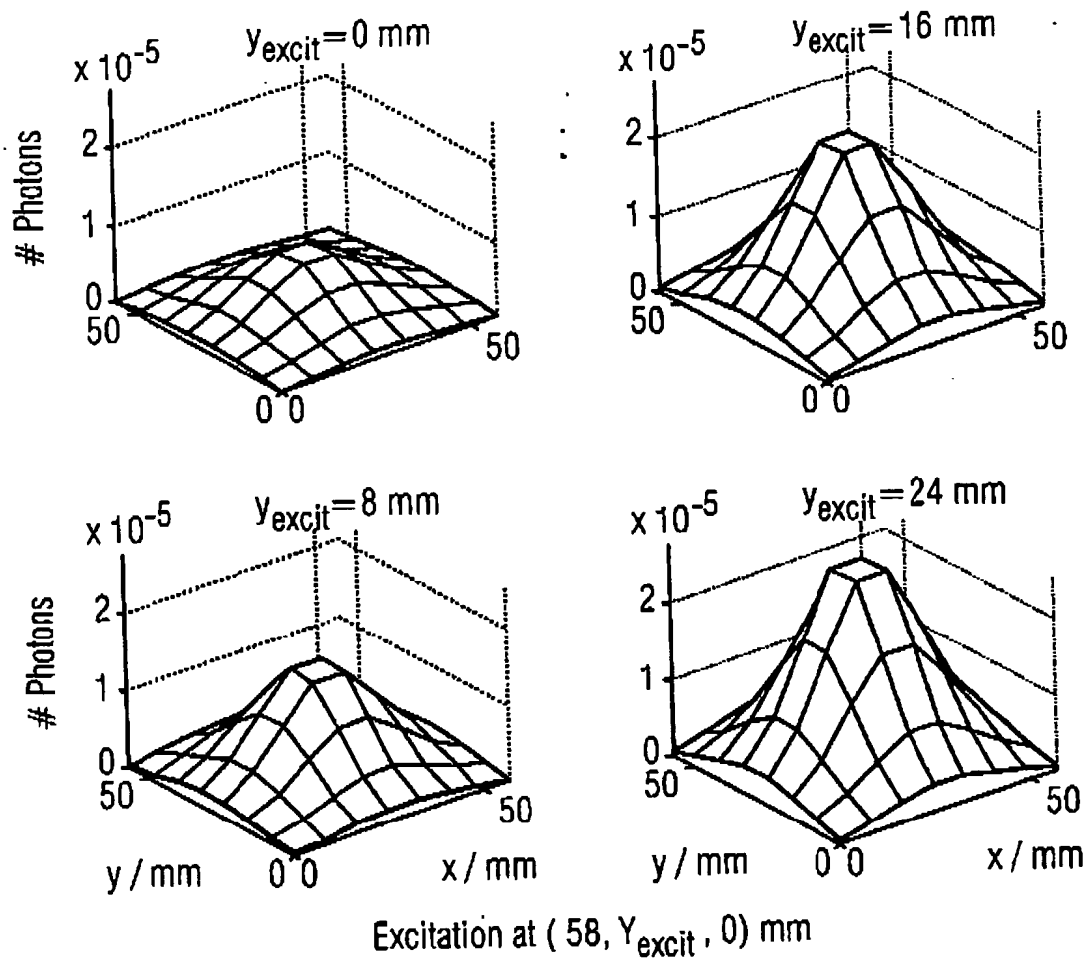 y_excit = 0 mm
x 10^-5
# Photons
2
1
0
50
0 0
50
y_excit = 16 mm
x 10^-5
2
1
0
50
0 0
50
y_excit = 8 mm
x 10^-5
# Photons
2
1
0
50
y / mm
0 0
x / mm
50
y_excit = 24 mm
x 10^-5
2
1
0
50
y / mm
0 0
x / mm
50
Excitation at ( 58, Y_excit , 0) mm